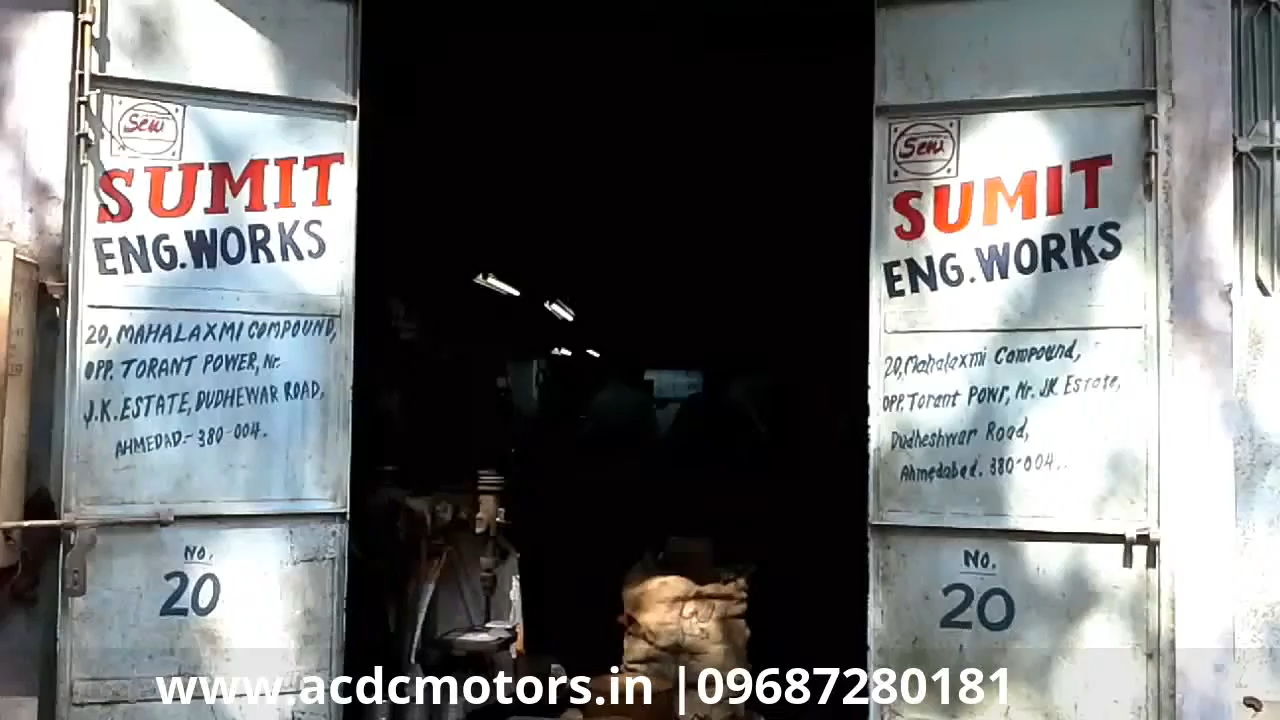 Sew
SUMIT
ENG.WORKS
20, MAHALAXMI COMPOUND,
OPP. TORANT POWER, Nr.
J.K. ESTATE, DUDHEWAR ROAD,
AHMEDAD:- 380-004.
No.
20
Sew
SUMIT
ENG.WORKS
20, Mahalaxmi Compound,
OPP. Torant Powr, Nr. J.K Estate,
Dudheshwar Road,
Ahmedabad. 380-004..
No.
20
www.acdcmotors.in |09687280181